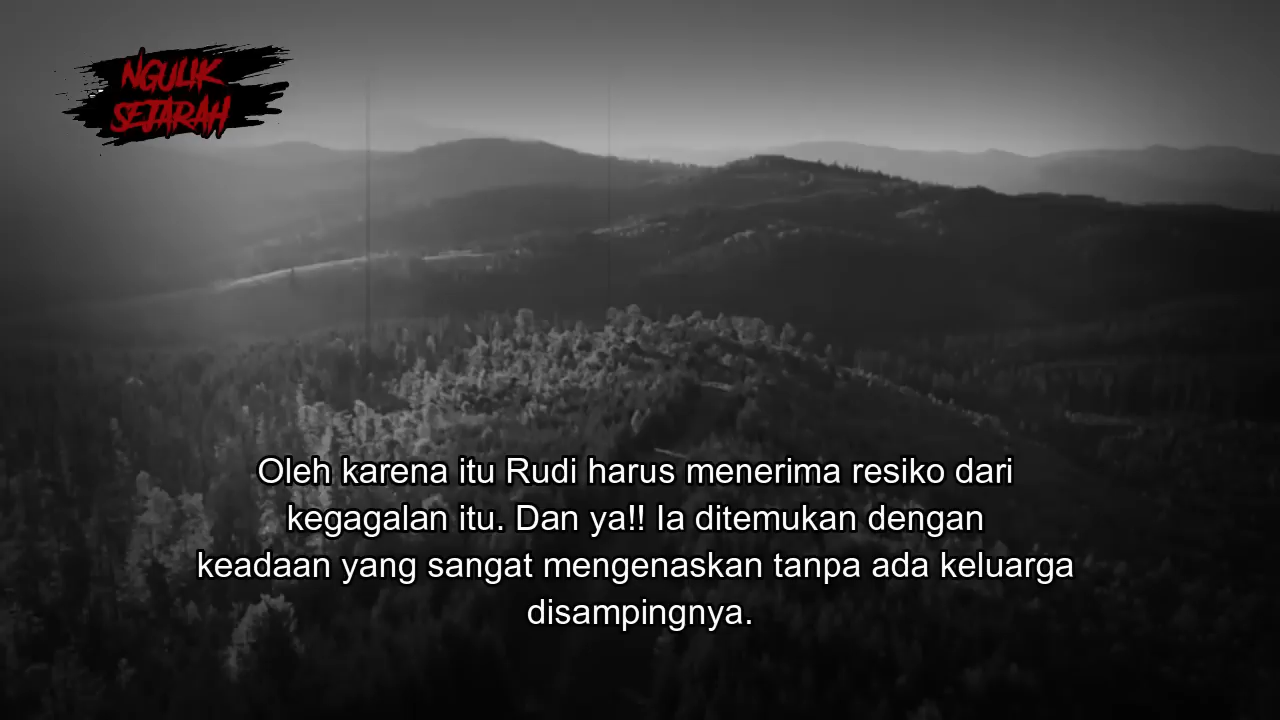 NGULIK
SEJARAH
Oleh karena itu Rudi harus menerima resiko dari
kegagalan itu. Dan ya!! Ia ditemukan dengan
keadaan yang sangat mengenaskan tanpa ada keluarga
disampingnya.